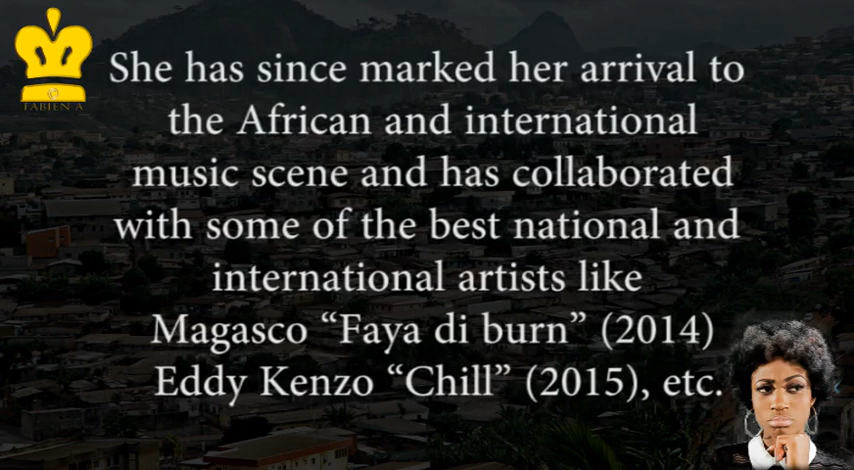 FABIEN A
She has since marked her arrival to
the African and international
music scene and has collaborated
with some of the best national and
international artists like
Magasco “Faya di burn” (2014)
Eddy Kenzo “Chill” (2015), etc.